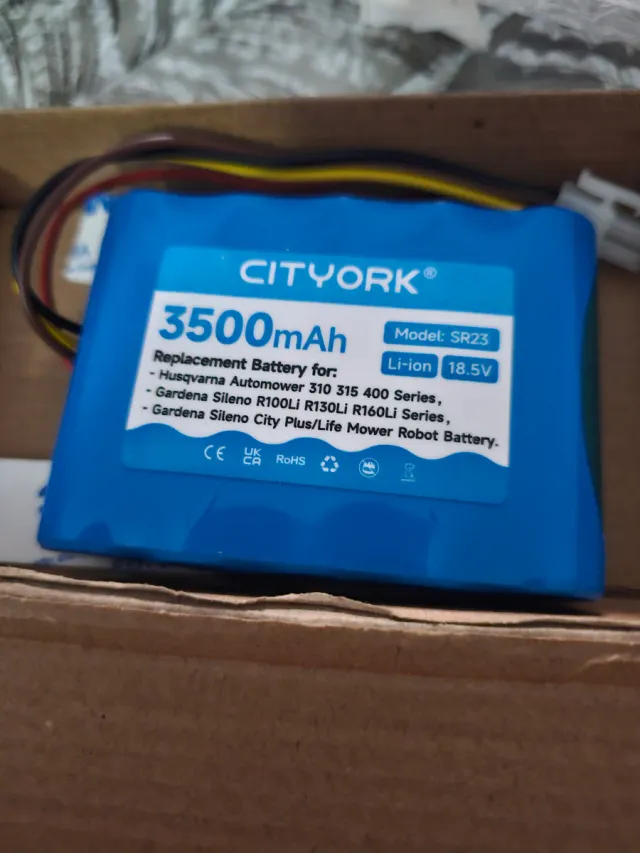 CITYORK®
3500mAh
Model: SR23
Li-ion 18.5V
Replacement Battery for:
- Husqvarna Automower 310 315 400 Series,
- Gardena Sileno R100Li R130Li R160Li Series,
- Gardena Sileno City Plus/Life Mower Robot Battery.
CE UK CA RoHS